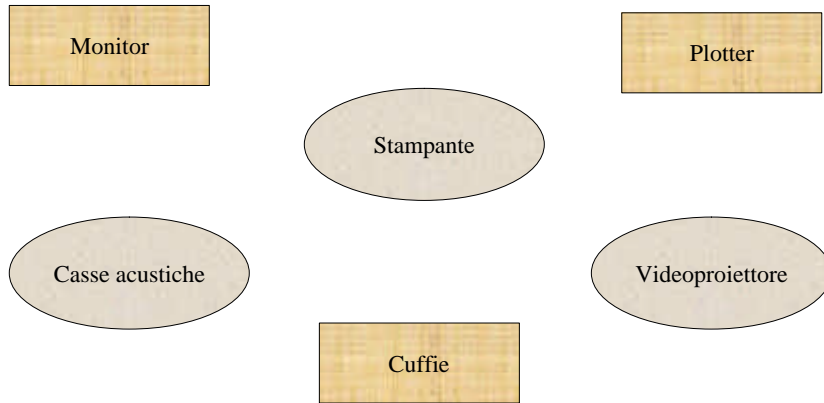 Monitor
Plotter
Stampante
Casse acustiche
Videoproiettore
Cuffie